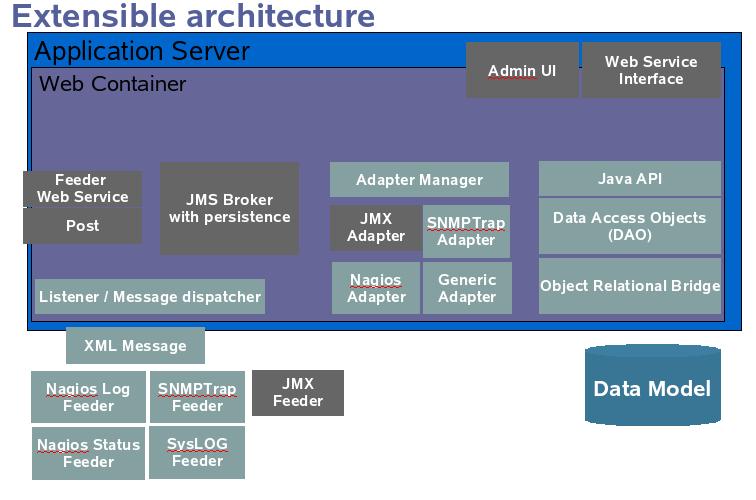 Extensible architecture
Application Server
Web Container
Admin UI
Web Service
Interface
Feeder
Web Service
Post
JMS Broker
with persistence
Adapter Manager
JMX
Adapter
SNMPTrap
Adapter
Nagios
Adapter
Generic
Adapter
Java API
Data Access Objects
(DAO)
Object Relational Bridge
Listener / Message dispatcher
XML Message
Nagios Log
Feeder
SNMPTrap
Feeder
JMX
Feeder
Nagios Status
Feeder
SysLOG
Feeder
Data Model